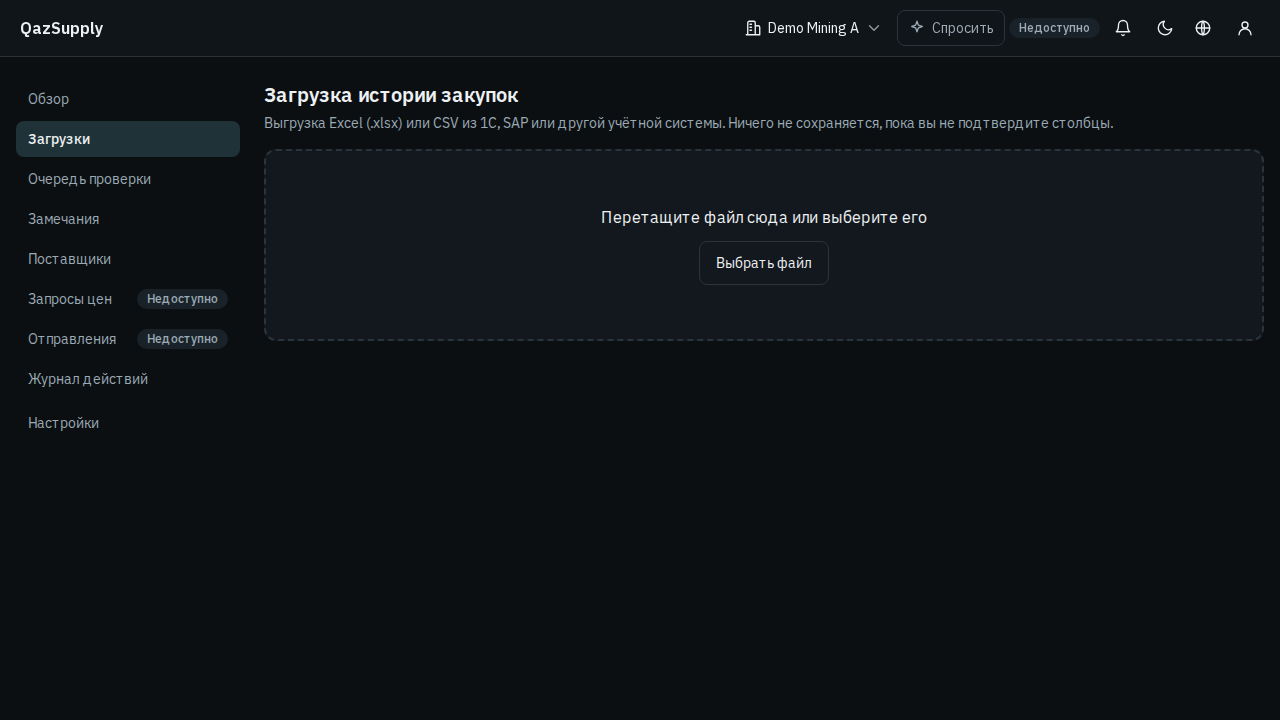 QazSupply
Demo Mining A
Спросить
Недоступно
Обзор
Загрузки
Очередь проверки
Замечания
Поставщики
Запросы цен Недоступно
Отправления Недоступно
Журнал действий
Настройки
Загрузка истории закупок
Выгрузка Excel (.xlsx) или CSV из 1С, SAP или другой учётной системы. Ничего не сохраняется, пока вы не подтвердите столбцы.
Перетащите файл сюда или выберите его
Выбрать файл